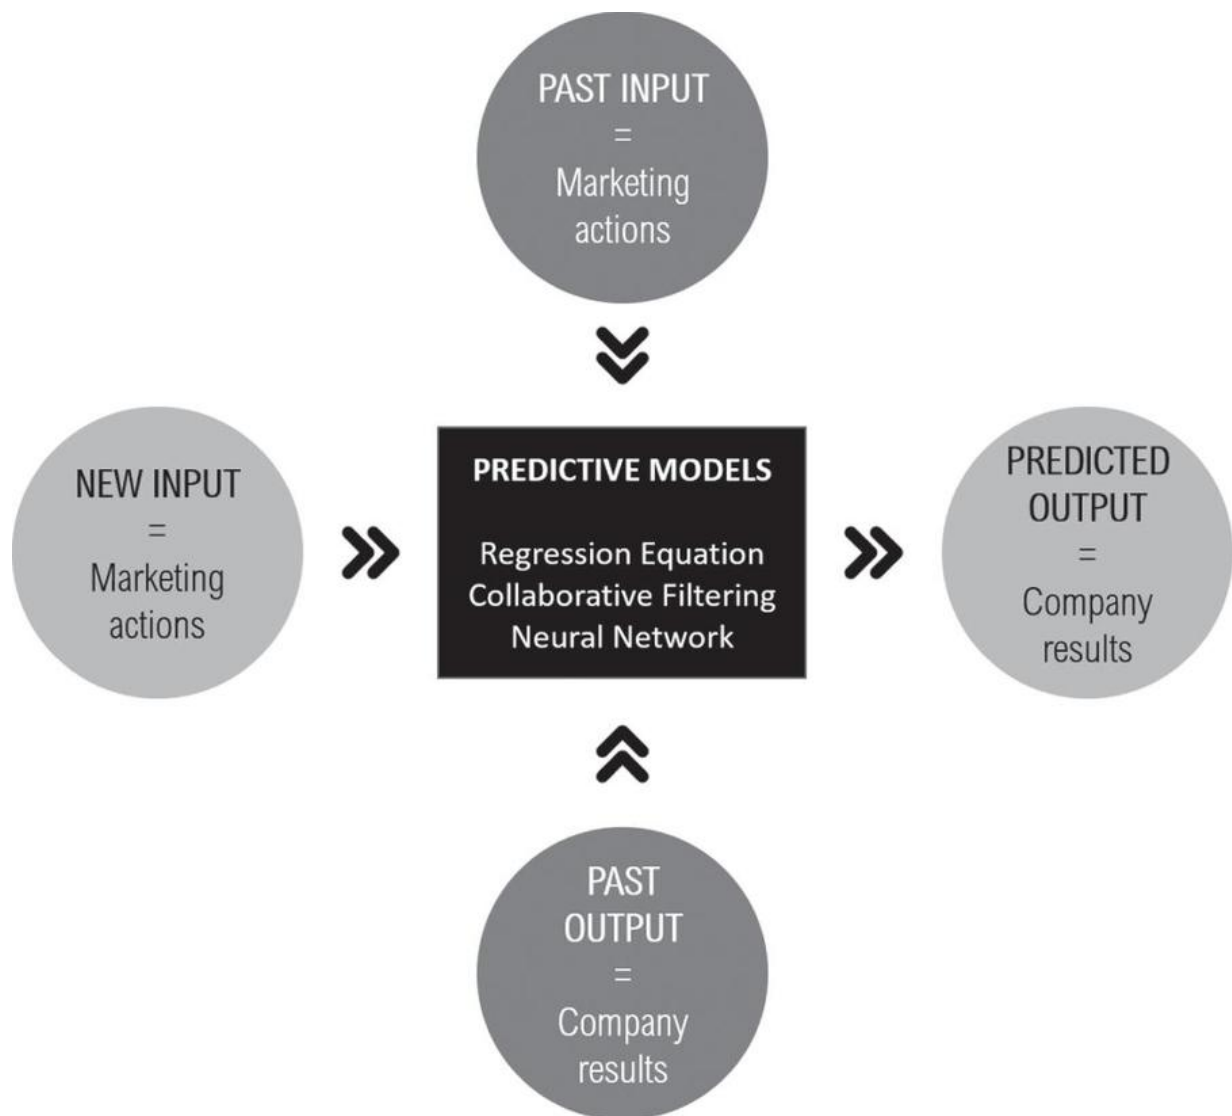 PAST INPUT
=
Marketing
actions
NEW INPUT
=
Marketing
actions
PREDICTIVE MODELS
Regression Equation
Collaborative Filtering
Neural Network
PREDICTED
OUTPUT
=
Company
results
PAST
OUTPUT
=
Company
results